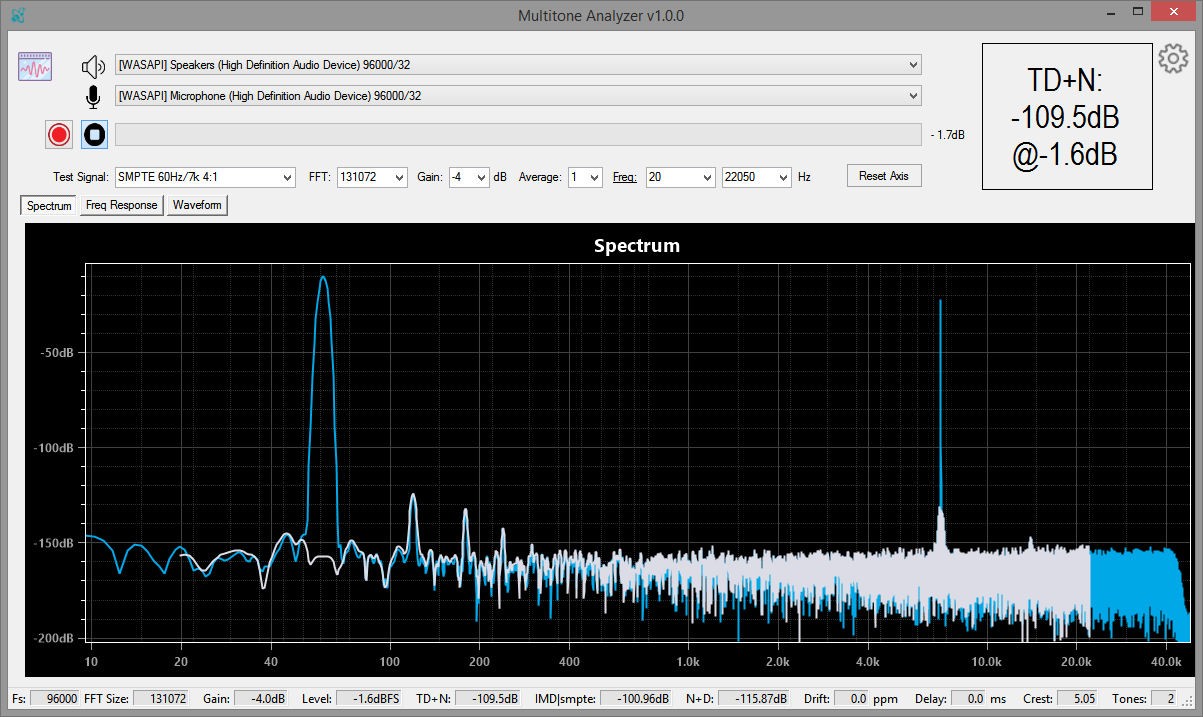 Multitone Analyzer v1.0.0
[WASAPI] Speakers (High Definition Audio Device) 96000/32
[WASAPI] Microphone (High Definition Audio Device) 96000/32
- 1.7dB
TD+N:
-109.5dB
@-1.6dB
Test Signal: SMPTE 60Hz/7k 4:1 FFT: 131072 Gain: -4 dB Average: 1 Freq: 20 22050 Hz Reset Axis
Spectrum Freq Response Waveform
Spectrum
-50dB
-100dB
-150dB
-200dB
10 20 40 100 200 400 1.0k 2.0k 4.0k 10.0k 20.0k 40.0k
Fs: 96000 FFT Size: 131072 Gain: -4.0dB Level: -1.6dBFS TD+N: -109.5dB IMD|smpte: -100.96dB N+D: -115.87dB Drift: 0.0 ppm Delay: 0.0 ms Crest: 5.05 Tones: 2